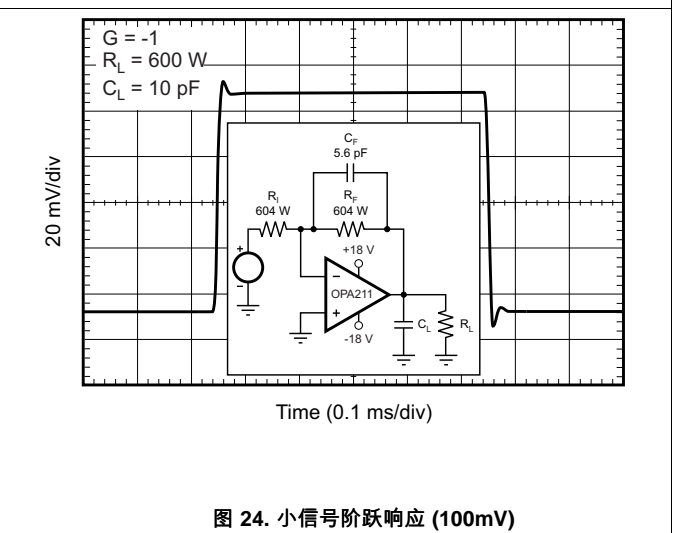 G = -1
R_L = 600 W
C_L = 10 pF
20 mV/div
C_F
5.6 pF
R_I
604 W
R_F
604 W
+18 V
OPA211
-18 V
C_L
R_L
+
-
−
+
Time (0.1 ms/div)
图 24. 小信号阶跃响应 (100mV)